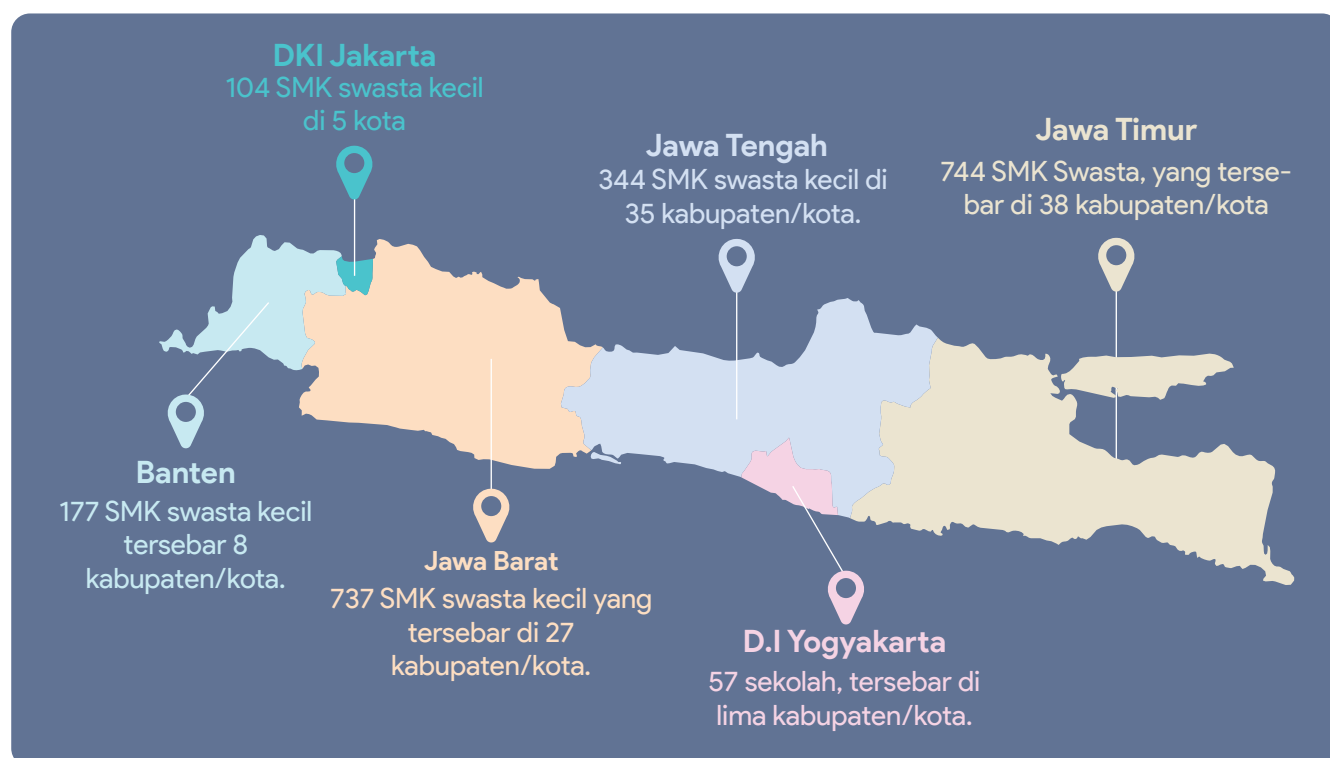 DKI Jakarta
104 SMK swasta kecil
di 5 kota
Jawa Tengah
344 SMK swasta kecil di
35 kabupaten/kota.
Jawa Timur
744 SMK Swasta, yang terse-
bar di 38 kabupaten/kota
Banten
177 SMK swasta kecil
tersebar 8
kabupaten/kota.
Jawa Barat
737 SMK swasta kecil yang
tersebar di 27
kabupaten/kota.
D.I Yogyakarta
57 sekolah, tersebar di
lima kabupaten/kota.